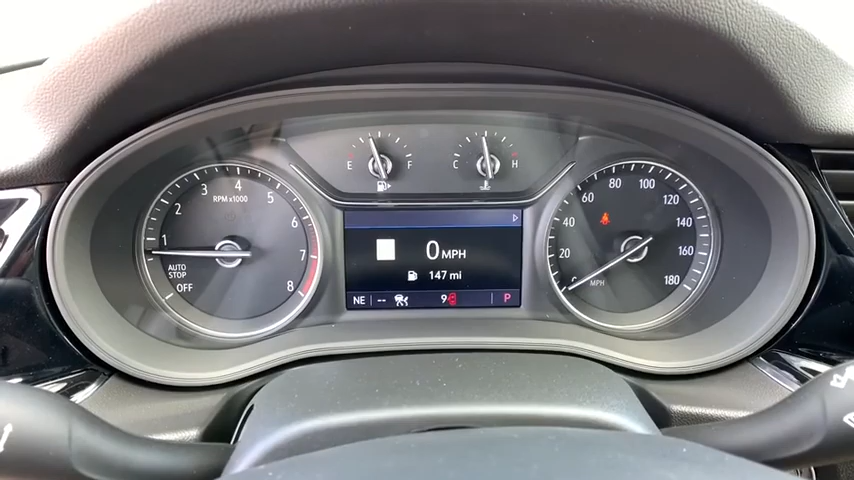 E F
C H
1 2 3 4 5 6 7 8
RPM x1000
AUTO
STOP
OFF
0 MPH
147 mi
NE -- 9 P
0 20 40 60 80 100 120 140 160 180
MPH